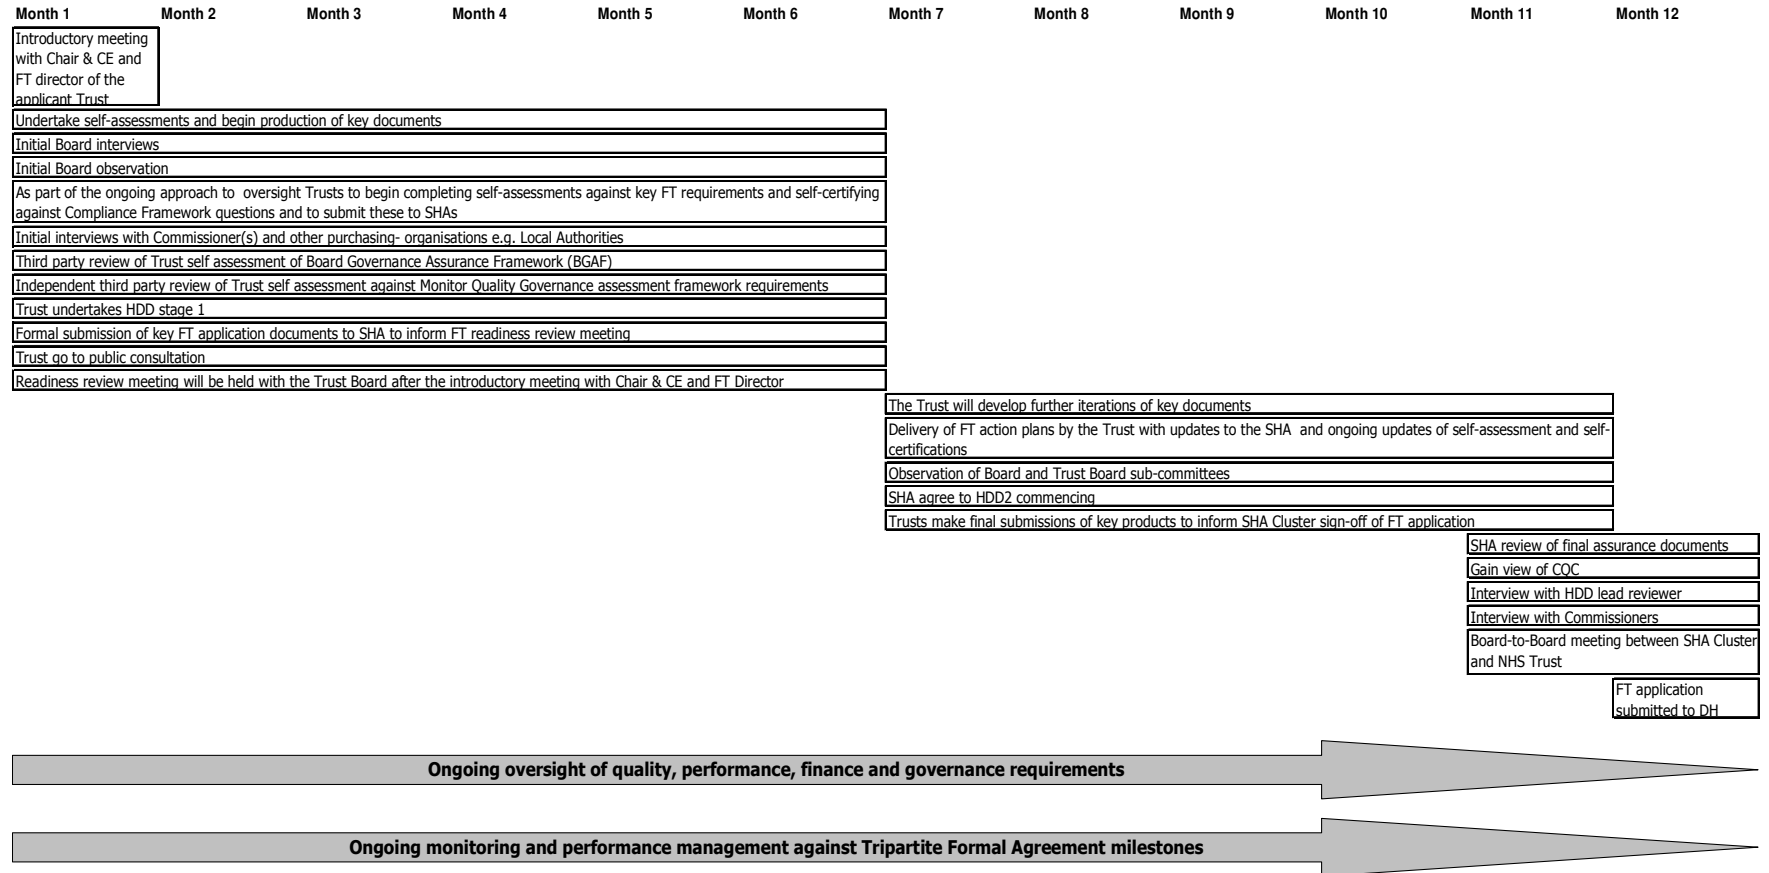 Month 1 Month 2 Month 3 Month 4 Month 5 Month 6 Month 7 Month 8 Month 9 Month 10 Month 11 Month 12
Introductory meeting
with Chair & CE and
FT director of the
applicant Trust
Undertake self-assessments and begin production of key documents
Initial Board interviews
Initial Board observation
As part of the ongoing approach to oversight Trusts to begin completing self-assessments against key FT requirements and self-certifying
against Compliance Framework questions and to submit these to SHAs
Initial interviews with Commissioner(s) and other purchasing- organisations e.g. Local Authorities
Third party review of Trust self assessment of Board Governance Assurance Framework (BGAF)
Independent third party review of Trust self assessment against Monitor Quality Governance assessment framework requirements
Trust undertakes HDD stage 1
Formal submission of key FT application documents to SHA to inform FT readiness review meeting
Trust go to public consultation
Readiness review meeting will be held with the Trust Board after the introductory meeting with Chair & CE and FT Director
The Trust will develop further iterations of key documents
Delivery of FT action plans by the Trust with updates to the SHA and ongoing updates of self-assessment and self-
certifications
Observation of Board and Trust Board sub-committees
SHA agree to HDD2 commencing
Trusts make final submissions of key products to inform SHA Cluster sign-off of FT application
SHA review of final assurance documents
Gain view of CQC
Interview with HDD lead reviewer
Interview with Commissioners
Board-to-Board meeting between SHA Cluster
and NHS Trust
FT application
submitted to DH
Ongoing oversight of quality, performance, finance and governance requirements
Ongoing monitoring and performance management against Tripartite Formal Agreement milestones